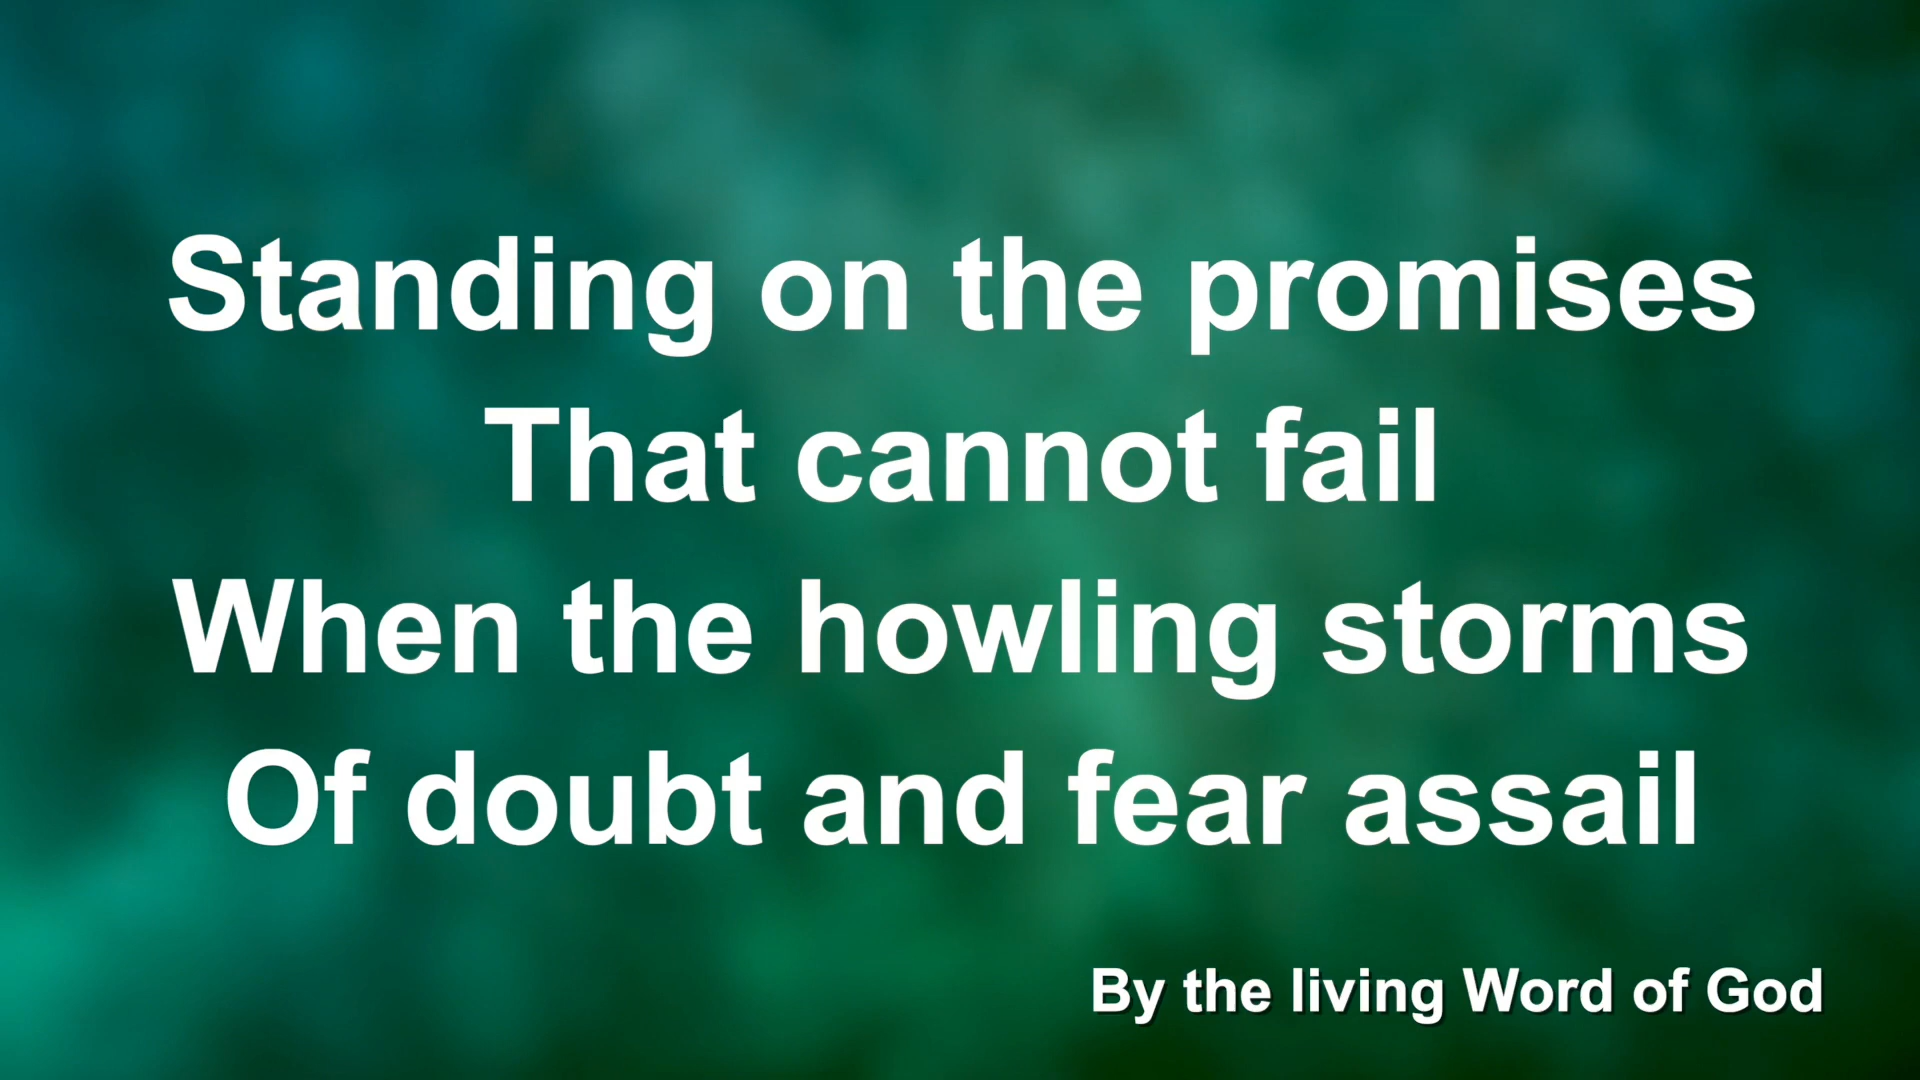 Standing on the promises
That cannot fail
When the howling storms
Of doubt and fear assail
By the living Word of God